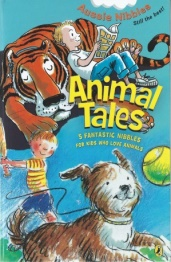 Aussie Nibbles
Still the best!
Animal
Tales
5 FANTASTIC NIBBLES
FOR KIDS WHO LOVE ANIMALS